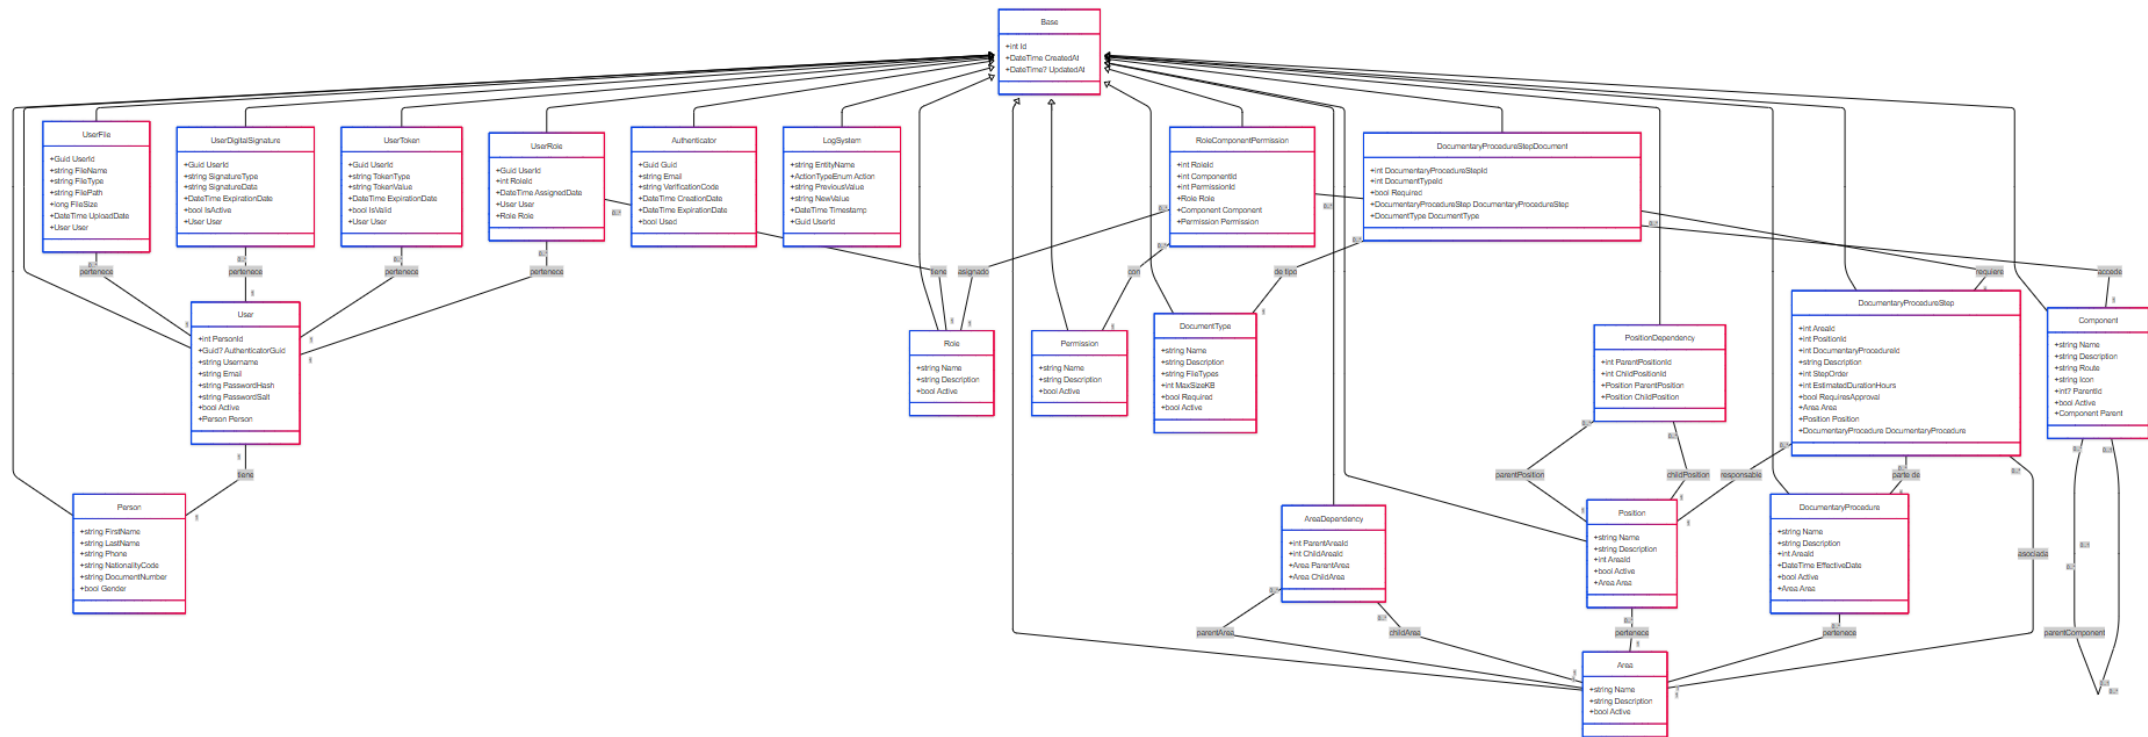 Base
+int Id
+DateTime CreatedAt
+DateTime? UpdatedAt
UserFile
+Guid UserId
+string FileName
+string FileType
+string FilePath
+long FileSize
+DateTime UploadDate
+User User
UserDigitalSignature
+Guid UserId
+string SignatureType
+string SignatureData
+DateTime ExpirationDate
+bool IsActive
+User User
UserToken
+Guid UserId
+string TokenType
+string TokenValue
+DateTime ExpirationDate
+bool IsValid
+User User
UserRole
+Guid UserId
+int RoleId
+DateTime AssignedDate
+User User
+Role Role
Authenticator
+Guid Guid
+string Email
+string VerificationCode
+DateTime CreationDate
+DateTime ExpirationDate
+bool Used
LogSystem
+string EntityName
+ActionTypeEnum Action
+string PreviousValue
+string NewValue
+DateTime Timestamp
+Guid UserId
RoleComponentPermission
+int RoleId
+int ComponentId
+int PermissionId
+Role Role
+Component Component
+Permission Permission
DocumentaryProcedureStepDocument
+int DocumentaryProcedureStepId
+int DocumentaryTypeId
+bool Required
+DocumentaryProcedureStep DocumentaryProcedureStep
+DocumentType DocumentType
pertenece
pertenece
pertenece
pertenece
tiene
asignado
con
de tipo
requiere
accede
User
+int PersonId
+Guid? AuthenticatorGuid
+string Username
+string Email
+string PasswordHash
+string PasswordSalt
+bool Active
+Person Person
Role
+string Name
+string Description
+bool Active
Permission
+string Name
+string Description
+bool Active
DocumentType
+string Name
+string Description
+string FileTypes
+int MaxSizeKB
+bool Required
+bool Active
PositionDependency
+int ParentPositionId
+int ChildPositionId
+Position ParentPosition
+Position ChildPosition
DocumentaryProcedureStep
+int AreaId
+int PositionId
+int DocumentaryProcedureId
+string Description
+int StepOrder
+int EstimatedDurationHours
+bool RequiresApproval
+Area Area
+Position Position
+DocumentaryProcedure DocumentaryProcedure
Component
+string Name
+string Description
+string Route
+string Icon
+int? ParentId
+bool Active
+Component Parent
tiene
parentPosition
childPosition
responsable
parte de
Person
+string FirstName
+string LastName
+string Phone
+string NationalityCode
+string DocumentNumber
+bool Gender
AreaDependency
+int ParentAreaId
+int ChildAreaId
+Area ParentArea
+Area ChildArea
Position
+string Name
+string Description
+int AreaId
+bool Active
+Area Area
DocumentaryProcedure
+string Name
+string Description
+int AreaId
+DateTime EffectiveDate
+bool Active
+Area Area
asociada
parentArea
childArea
pertenece
pertenece
parentComponent
Area
+string Name
+string Description
+bool Active